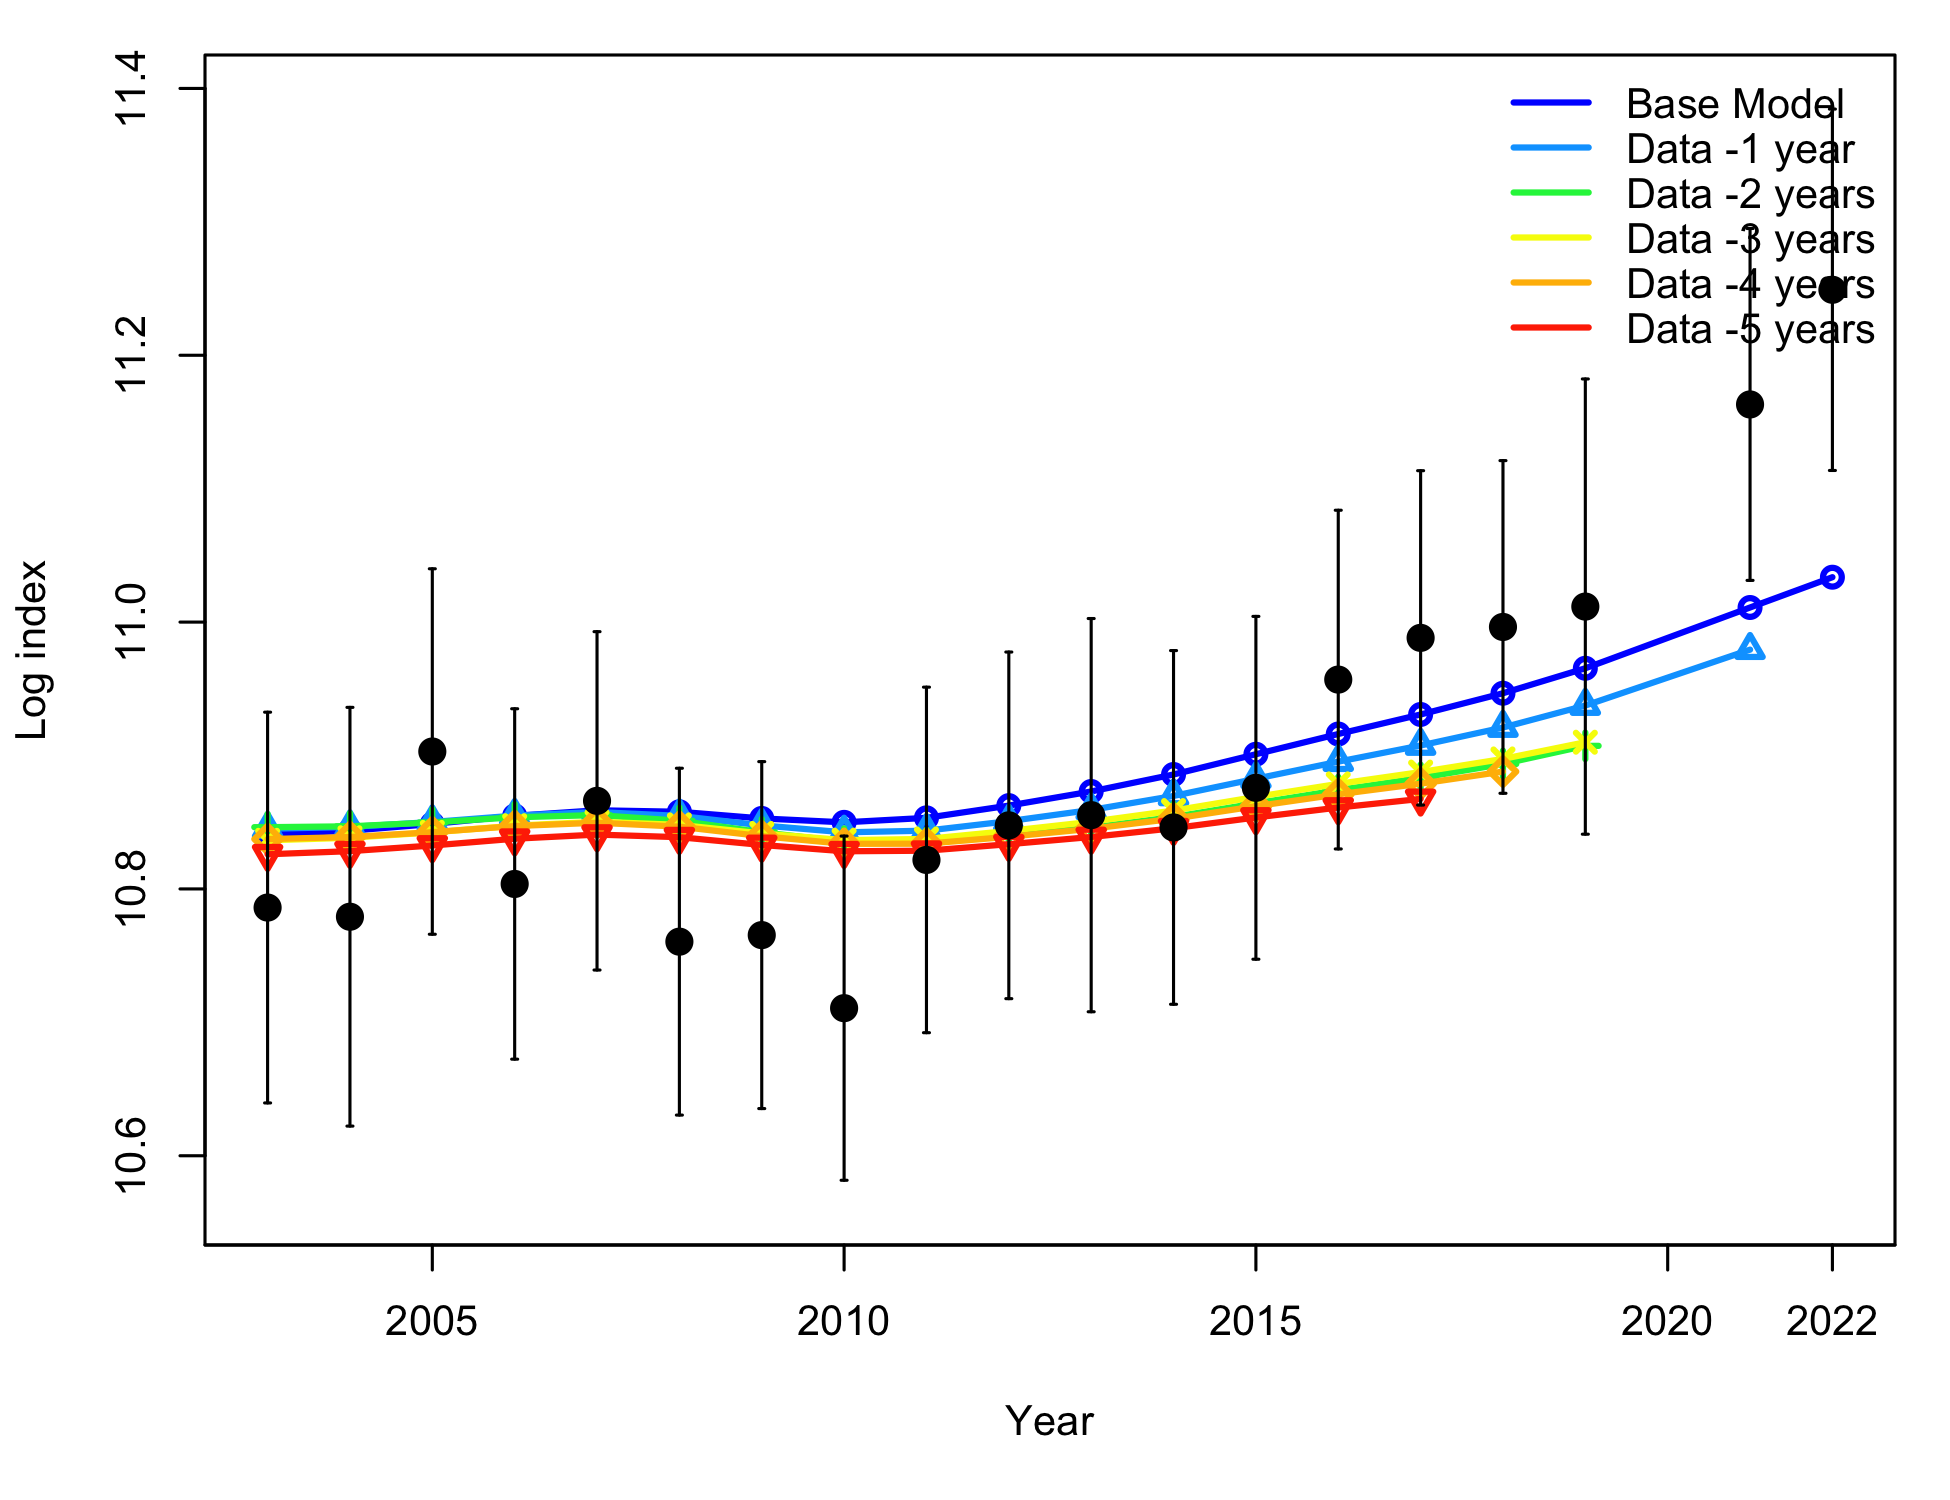 11.4
11.2
11.0
10.8
10.6
Log index
Base Model
Data -1 year
Data -2 years
Data -3 years
Data -4 years
Data -5 years
2005 2010 2015 2020 2022
Year